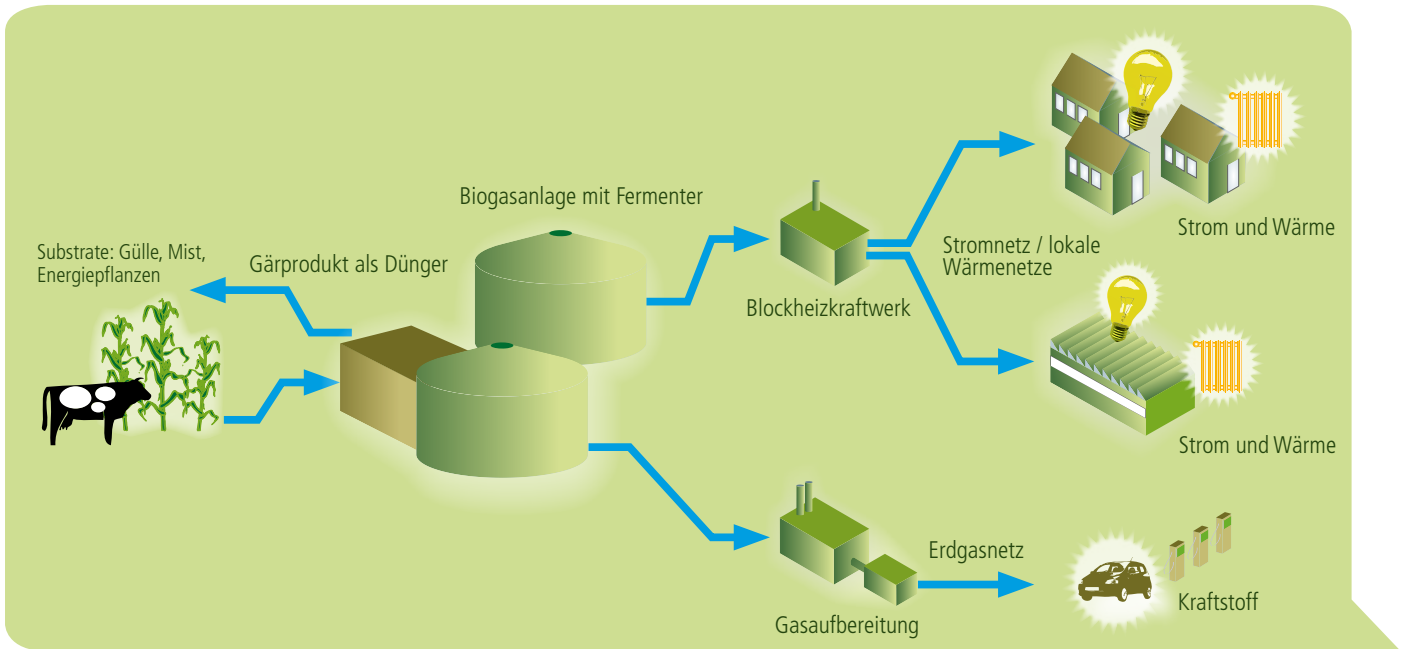 Substrate: Gülle, Mist,
Energiepflanzen
Gärprodukt als Dünger
Biogasanlage mit Fermenter
Blockheizkraftwerk
Stromnetz / lokale
Wärmenetze
Strom und Wärme
Strom und Wärme
Gasaufbereitung
Erdgasnetz
Kraftstoff